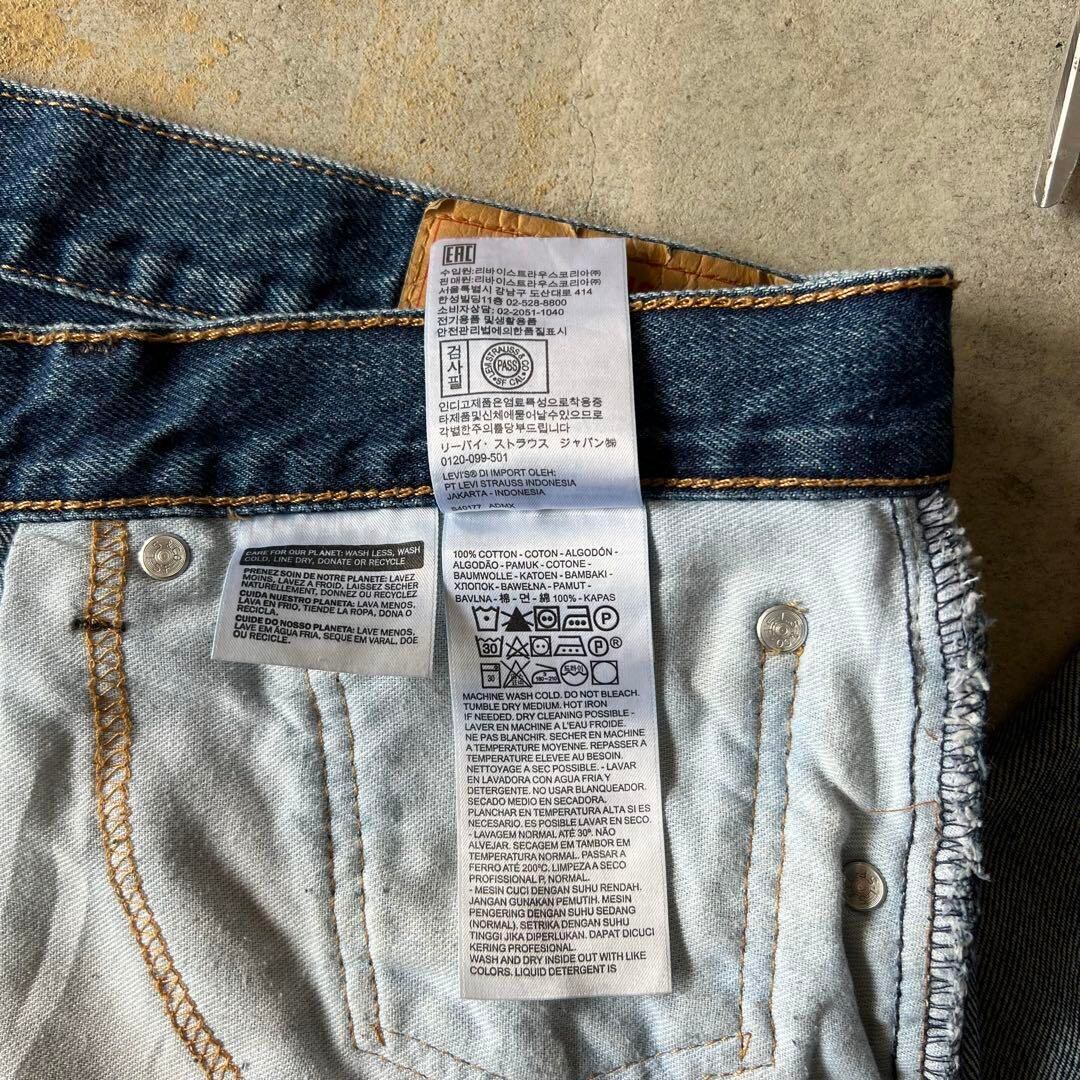 EAC
수입원:리바이스트라우스코리아㈜
판매원:리바이스트라우스코리아㈜
서울특별시 강남구 도산대로 414
한성빌딩11층 02-528-8800
소비자상담: 02-2051-1040
전기용품 및생활용품
안전관리법에의한품질표시
검사필
LEVI STRAUSS & CO
PASS
SF CAL
인디고제품은염료특성으로착용중
타제품및신체에묻어날수있으므로
각별한주의를당부드립니다
リーバイ・ストラウス ジャパン㈱
0120-099-501
LEVI'S® DI IMPORT OLEH:
PT LEVI STRAUSS INDONESIA
JAKARTA - INDONESIA
S40177 ADMX
CARE FOR OUR PLANET: WASH LESS, WASH
COLD, LINE DRY, DONATE OR RECYCLE
PRENEZ SOIN DE NOTRE PLANETE: LAVEZ
MOINS, LAVEZ A FROID, LAISSEZ SECHER
NATURELLEMENT, DONNEZ OU RECYCLEZ
CUIDA NUESTRO PLANETA: LAVA MENOS,
LAVA EN FRIO, TIENDE LA ROPA, DONA O
RECICLA.
CUIDE DO NOSSO PLANETA: LAVE MENOS,
LAVE EM ÁGUA FRIA, SEQUE EM VARAL, DOE
OU RECICLE
100% COTTON - COTON - ALGODÓN -
ALGODÃO - PAMUK - COTONE -
BAUMWOLLE - KATOEN - BAMBAKI -
ХЛОПОК - BAWEŁNA - PAMUT -
BAVLNA - 棉 - 면 - 綿 100% - KAPAS
P
30 P®
30 180~210 드라이
MACHINE WASH COLD. DO NOT BLEACH.
TUMBLE DRY MEDIUM. HOT IRON
IF NEEDED. DRY CLEANING POSSIBLE -
LAVER EN MACHINE A L'EAU FROIDE.
NE PAS BLANCHIR. SECHER EN MACHINE
A TEMPERATURE MOYENNE. REPASSER A
TEMPERATURE ELEVEE AU BESOIN.
NETTOYAGE A SEC POSSIBLE. - LAVAR
EN LAVADORA CON AGUA FRIA Y
DETERGENTE. NO USAR BLANQUEADOR.
SECADO MEDIO EN SECADORA.
PLANCHAR EN TEMPERATURA ALTA SI ES
NECESARIO. ES POSIBLE LAVAR EN SECO.
- LAVAGEM NORMAL ATÉ 30º. NÃO
ALVEJAR. SECAGEM EM TAMBOR EM
TEMPERATURA NORMAL. PASSAR A
FERRO ATÉ 200ºC. LIMPEZA A SECO
PROFISSIONAL P, NORMAL.
- MESIN CUCI DENGAN SUHU RENDAH.
JANGAN GUNAKAN PEMUTIH. MESIN
PENGERING DENGAN SUHU SEDANG
(NORMAL). SETRIKA DENGAN SUHU
TINGGI JIKA DIPERLUKAN. DAPAT DICUCI
KERING PROFESIONAL.
WASH AND DRY INSIDE OUT WITH LIKE
COLORS. LIQUID DETERGENT IS